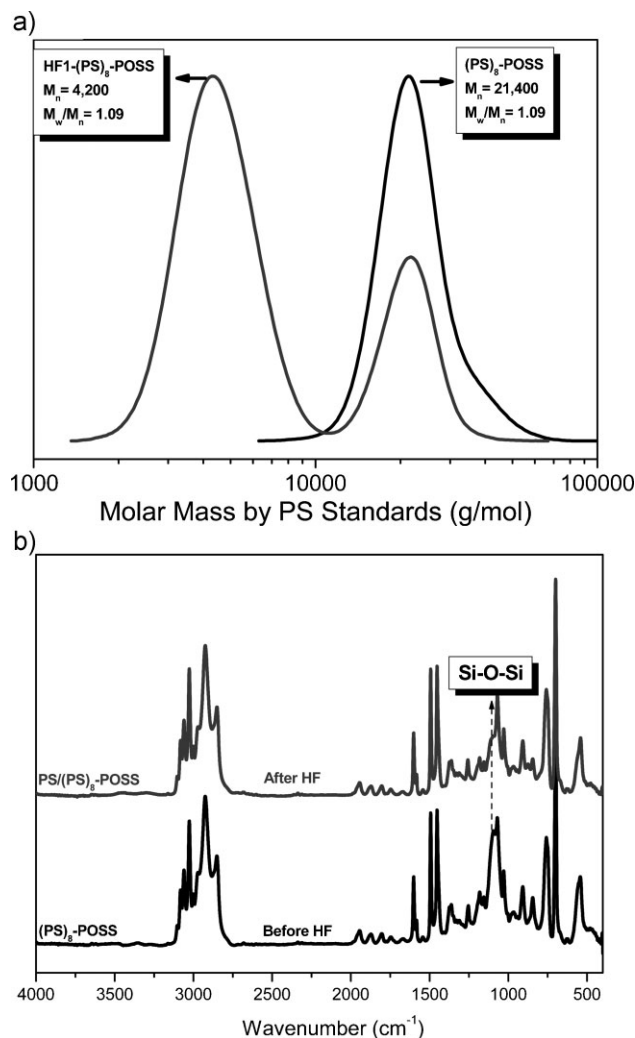 a)
HF1-(PS)₈-POSS
Mₙ= 4,200
M_w/Mₙ = 1.09
(PS)₈-POSS
Mₙ = 21,400
M_w/Mₙ = 1.09
1000 10000 100000
Molar Mass by PS Standards (g/mol)
b)
Si-O-Si
PS/(PS)₈-POSS After HF
(PS)₈-POSS Before HF
4000 3500 3000 2500 2000 1500 1000 500
Wavenumber (cm⁻¹)